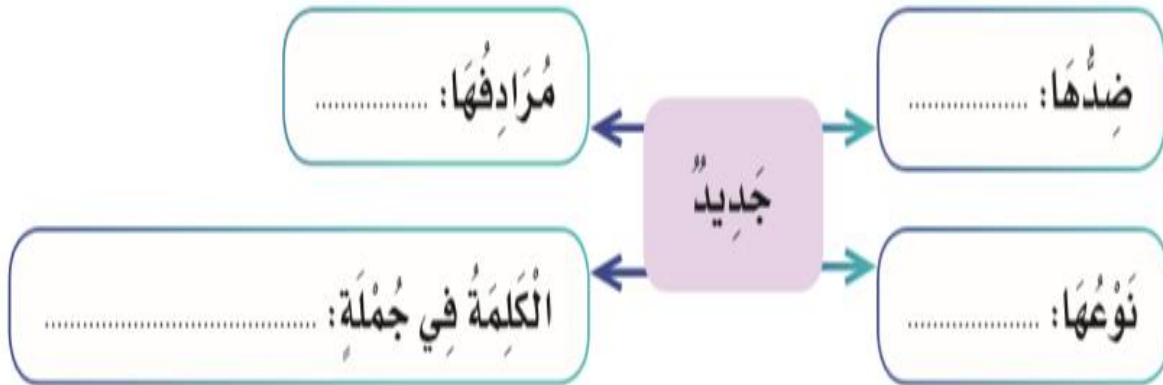 ضِدُّهَا: ..................
مُرَادِفُهَا: .................
جَدِيدٌ
نَوْعُهَا: ....................
الْكَلِمَةُ فِي جُمْلَةٍ: ..........................................